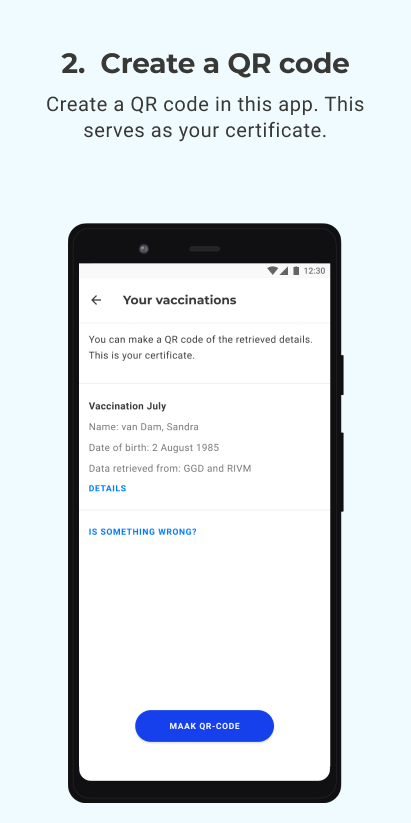 2. Create a QR code
Create a QR code in this app. This
serves as your certificate.
12:30
Your vaccinations
You can make a QR code of the retrieved details.
This is your certificate.
Vaccination July
Name: van Dam, Sandra
Date of birth: 2 August 1985
Data retrieved from: GGD and RIVM
DETAILS
IS SOMETHING WRONG?
MAAK QR-CODE